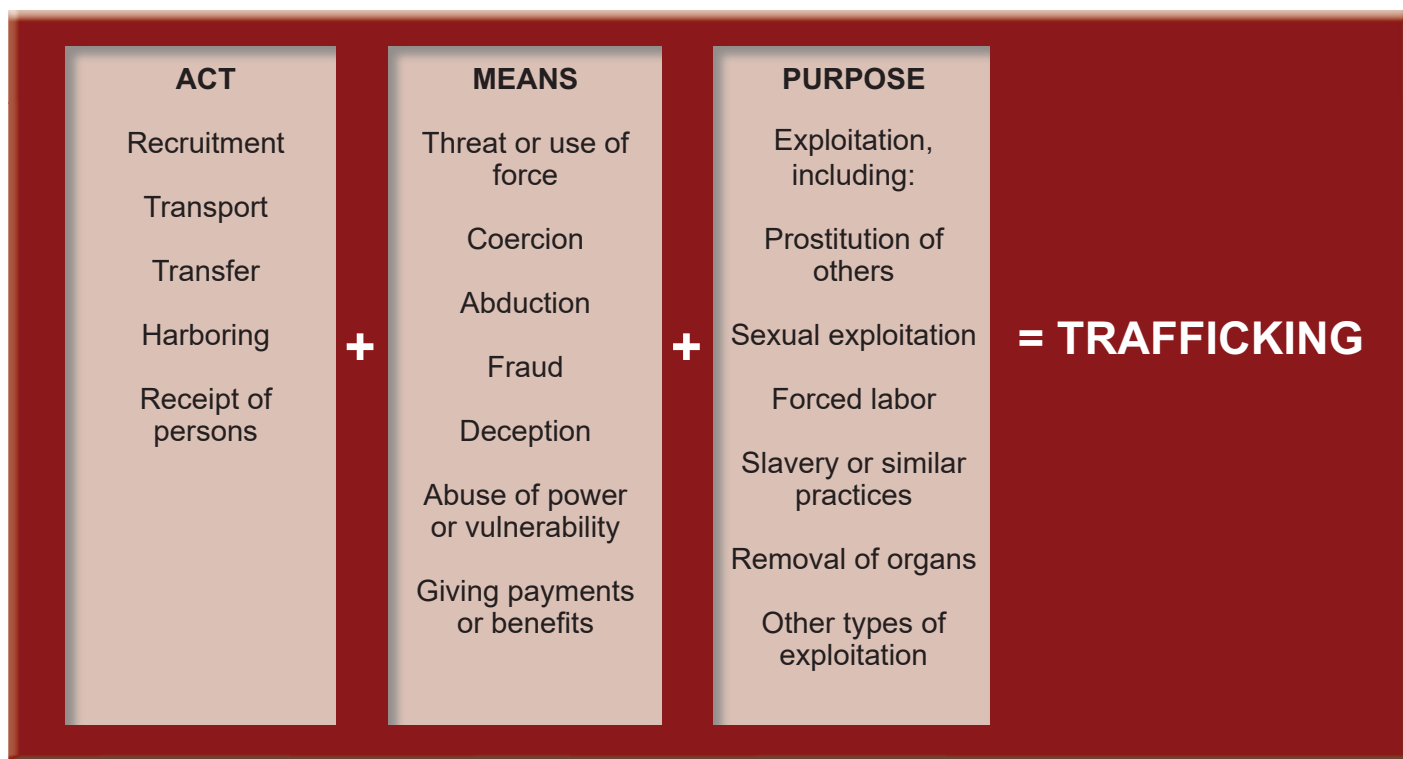 ACT
Recruitment
Transport
Transfer
Harboring
Receipt of
persons
+
MEANS
Threat or use of
force
Coercion
Abduction
Fraud
Deception
Abuse of power
or vulnerability
Giving payments
or benefits
+
PURPOSE
Exploitation,
including:
Prostitution of
others
Sexual exploitation
Forced labor
Slavery or similar
practices
Removal of organs
Other types of
exploitation
= TRAFFICKING